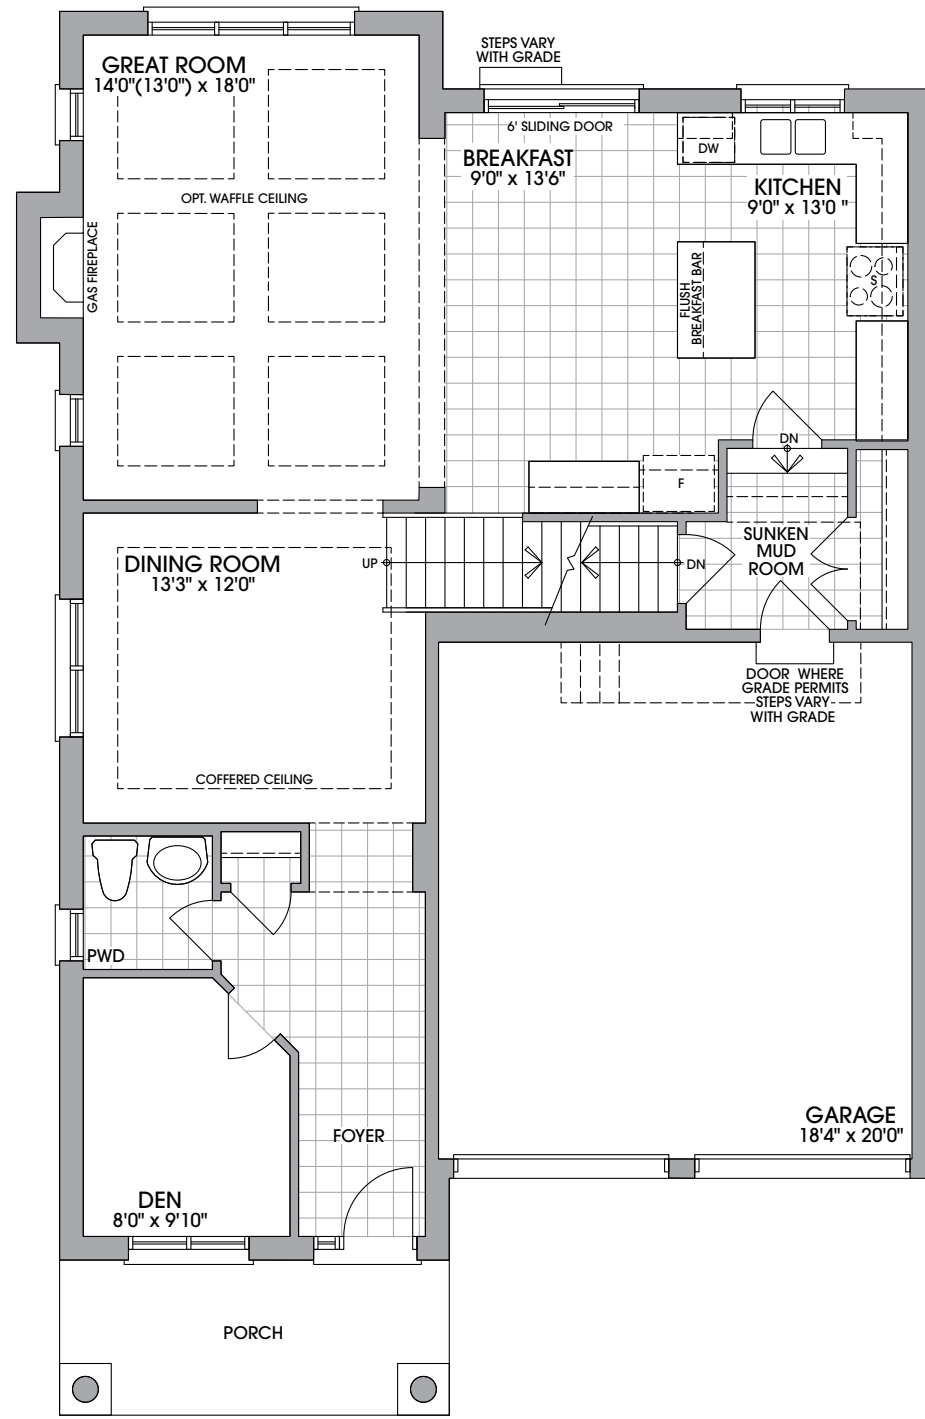 STEPS VARY
WITH GRADE
GREAT ROOM
14'0"(13'0") x 18'0"
6' SLIDING DOOR
DW
BREAKFAST
9'0" x 13'6"
KITCHEN
9'0" x 13'0 "
OPT. WAFFLE CEILING
GAS FIREPLACE
FLUSH
BREAKFAST BAR
S
DN
F
SUNKEN
MUD
ROOM
DINING ROOM
13'3" x 12'0"
UP
DN
DOOR WHERE
GRADE PERMITS
STEPS VARY
WITH GRADE
COFFERED CEILING
PWD
GARAGE
18'4" x 20'0"
FOYER
DEN
8'0" x 9'10"
PORCH